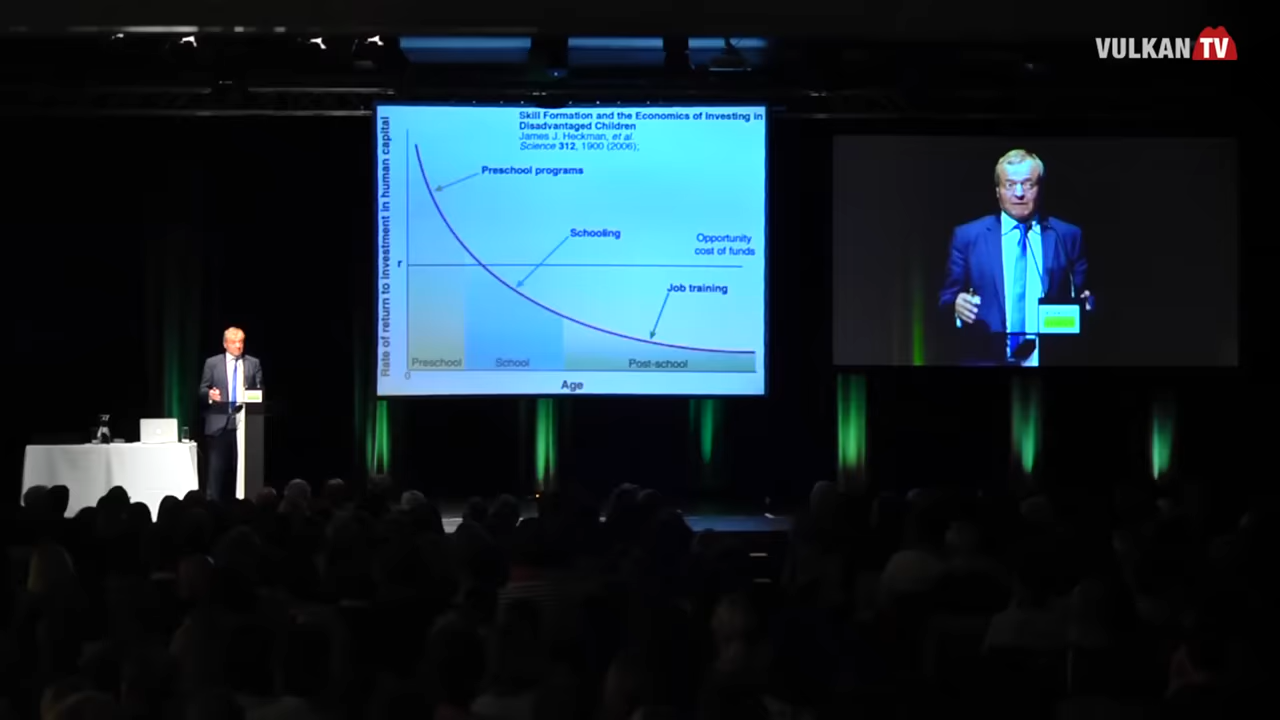 VULKAN TV
Skill Formation and the Economics of Investing in
Disadvantaged Children
James J. Heckman, et al.
Science 312, 1900 (2006);
Rate of return to investment in human capital
Preschool programs
Schooling
Opportunity
cost of funds
r
Job training
Preschool
School
Post-school
0
Age